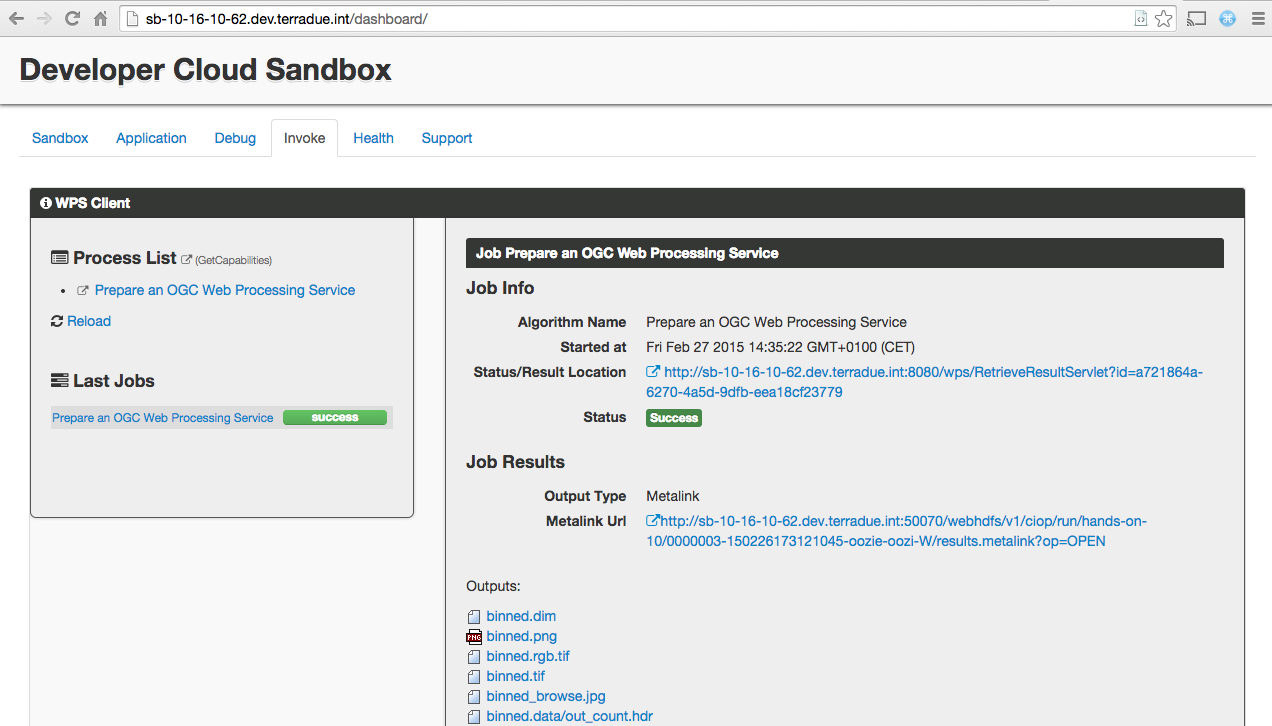 sb-10-16-10-62.dev.terradue.int/dashboard/
Developer Cloud Sandbox
Sandbox Application Debug Invoke Health Support
WPS Client
Process List (GetCapabilities)
Prepare an OGC Web Processing Service
Reload
Last Jobs
Prepare an OGC Web Processing Service success
Job Prepare an OGC Web Processing Service
Job Info
Algorithm Name Prepare an OGC Web Processing Service
Started at Fri Feb 27 2015 14:35:22 GMT+0100 (CET)
Status/Result Location http://sb-10-16-10-62.dev.terradue.int:8080/wps/RetrieveResultServlet?id=a721864a-
6270-4a5d-9dfb-eea18cf23779
Status Success
Job Results
Output Type Metalink
Metalink Url http://sb-10-16-10-62.dev.terradue.int:50070/webhdfs/v1/ciop/run/hands-on-
10/0000003-150226173121045-oozie-oozi-W/results.metalink?op=OPEN
Outputs:
binned.dim
PNG binned.png
binned.rgb.tif
binned.tif
binned_browse.jpg
binned.data/out_count.hdr